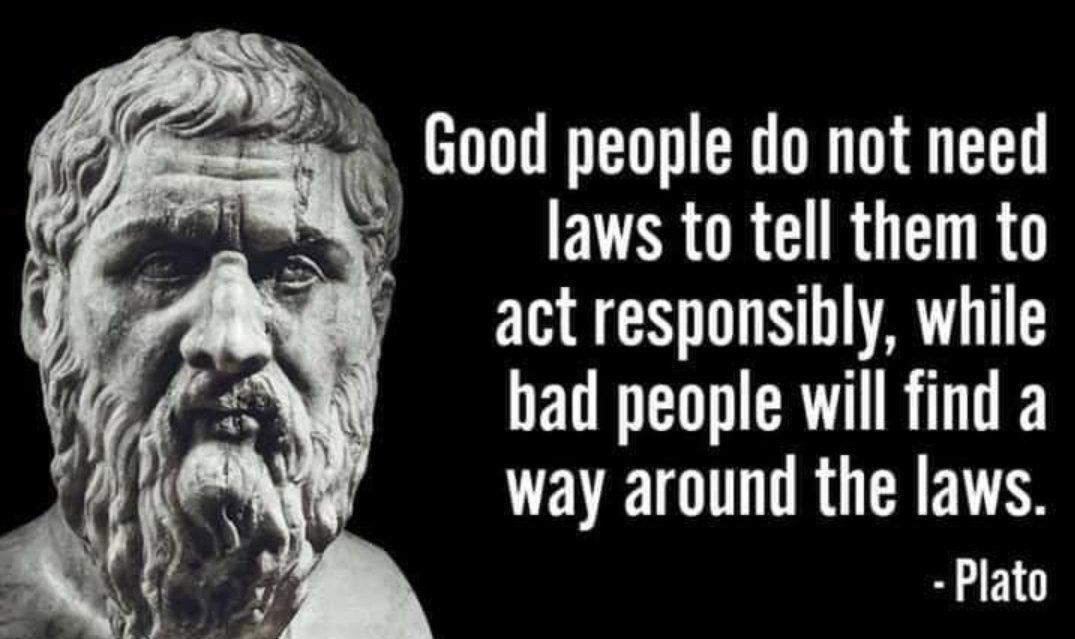 Good people do not need
laws to tell them to
act responsibly, while
bad people will find a
way around the laws.
- Plato